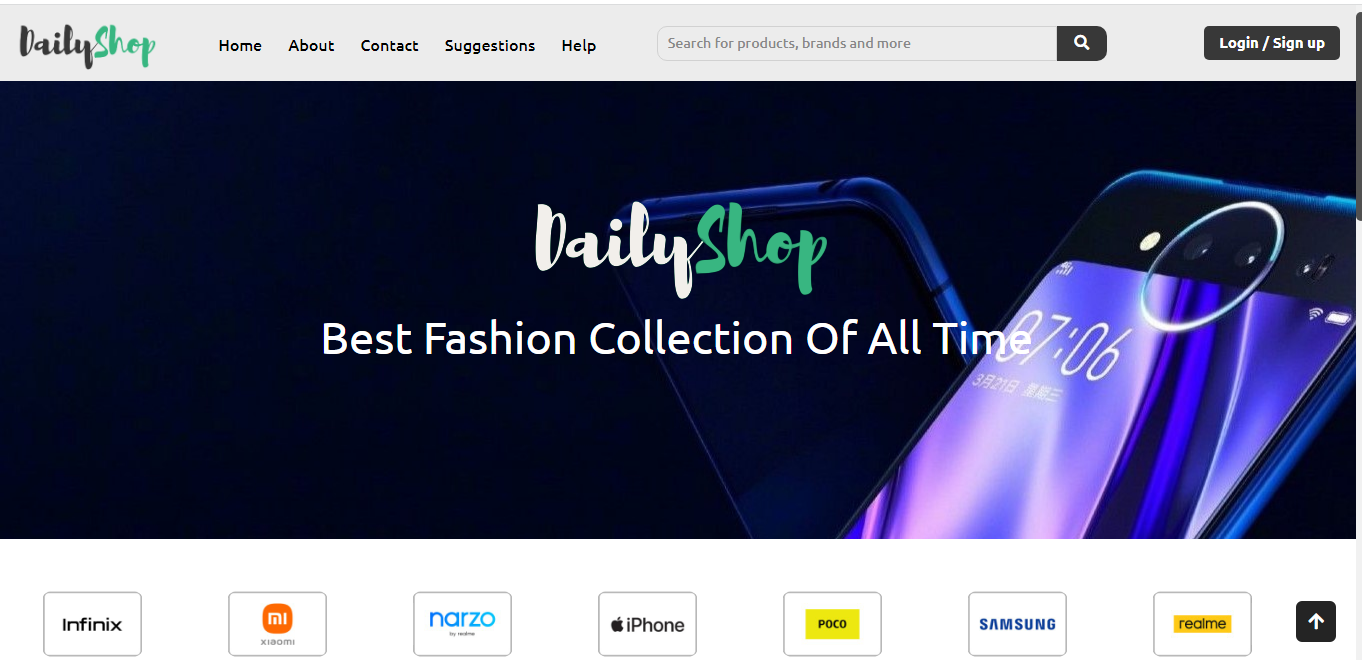 DailyShop
Home About Contact Suggestions Help
Search for products, brands and more
Login / Sign up
DailyShop
Best Fashion Collection Of All Time
07:06
3月21日 星期三
Infinix
mi
xiaomi
narzo
by realme
iPhone
POCO
SAMSUNG
realme